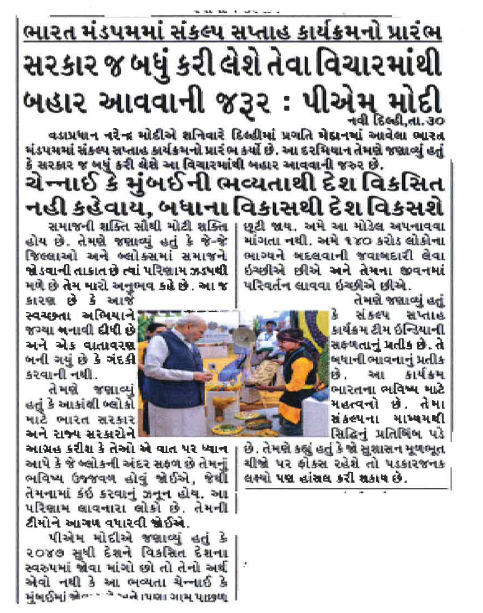 ભારત મંડપમમાં સંકલ્પ સપ્તાહ કાર્યક્રમનો પ્રારંભ
સરકાર જ બધું કરી લેશે તેવા વિચારમાંથી
બહાર આવવાની જરૂર : પીએમ મોદી
નવી દિલ્હી,તા.૩૦
વડાપ્રધાન નરેન્દ્ર મોદીએ શનિવારે દિલ્હીમાં પ્રગતિ મેદાનમાં આવેલા ભારત
મંડપમમાં સંકલ્પ સપ્તાહ કાર્યક્રમનો પ્રારંભ કર્યો છે. આ દરમિયાન તેમણે જણાવ્યું હતું
કે સરકાર જ બધું કરી લેશે આ વિચારમાંથી બહાર આવવાની જરુર છે.
ચેન્નાઈ કે મુંબઈની ભવ્યતાથી દેશ વિકસિત
નહી કહેવાય, બધાના વિકાસથી દેશ વિકસશે
સમાજની શક્તિ સૌથી મોટી શક્તિ
હોય છે. તેમણે જણાવ્યું હતું કે જે-જે
જિલ્લાઓ અને બ્લોક્સમાં સમાજને
જોડવાની તાકાત છે ત્યાં પરિણામ ઝડપથી
મળે છે તેમ મારો અનુભવ કહે છે. આ જ
કારણ છે કે આજે
સ્વચ્છતા અભિયાને
જગ્યા બનાવી દીધી છે
અને એક વાતાવરણ
બની ગયું છે કે ગંદકી
કરવાની નથી.
તેમણે જણાવ્યું
હતું કે આકાંથી બ્લોકો
માટે ભારત સરકાર
અને રાજ્ય સરકારોને
આગ્રહ કરીશ કે તેઓ એ વાત પર ધ્યાન
આપે કે જે બ્લોકની અંદર સફળ છે તેમનું
ભવિષ્ય ઉજ્જવળ હોવું જોઈએ, જેથી
તેમનામાં કંઇ કરવાનું ઝનૂન હોય. આ
પરિણામ લાવનારા લોકો છે. તેમની
ટીમોને આગળ વધારવી જોઈએ.
પીએમ મોદીએ જણાવ્યું હતું કે
૨૦૪૭ સુધી દેશને વિકસિત દેશના
સ્વરુપમાં જોવા માંગો છો તો તેનો અર્થ
એવો નથી કે આ ભવ્યતા ચેન્નાઈ કે
મુંબઈમાં અને ગામ પાછળ
છૂટી જાય. અમે આ મોડેલ અપનાવવા
માંગતા નથી. અમે ૧૪૦ કરોડ લોકોના
ભાગ્યને બદલવાની જવાબદારી લેવા
ઇચ્છીએ છીએ અને તેમના જીવનમાં
પરિવર્તન લાવવા ઇચ્છીએ છીએ.
તેમણે જણાવ્યું હતું
કે સંકલ્પ સપ્તાહ
કાર્યક્રમ ટીમ ઇન્ડિયાની
સફળતાનું પ્રતીક છે. તે
બધાની ભાવનાનું પ્રતીક
છે. આ કાર્યક્રમ
ભારતના ભવિષ્ય માટે
મહત્વનો છે. તેમા
સંકલ્પના માધ્યમથી
સિદ્ધિનું પ્રતિબિંબ પડે
છે. તેમણે કહ્યું હતું કે જો સુશાસન મૂળભૂત
ચીજો પર ફોકસ રહેશે તો પડકારજનક
લક્ષ્યો પણ હાંસલ કરી શકાય છે.